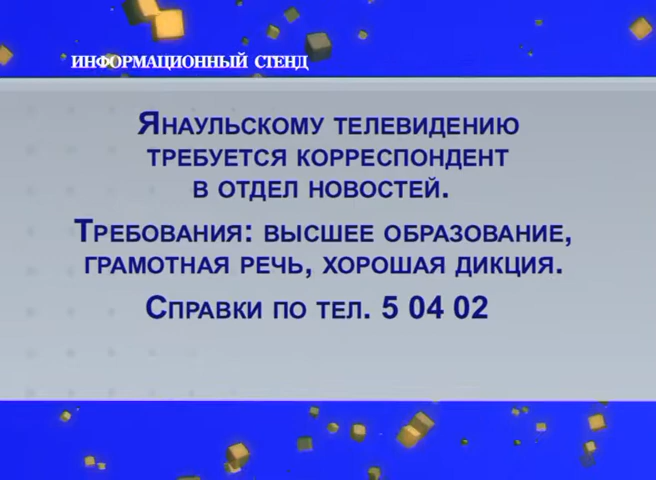 ИНФОРМАЦИОННЫЙ СТЕНД
Янаульскому телевидению
требуется корреспондент
в отдел новостей.
Требования: высшее образование,
грамотная речь, хорошая дикция.
Справки по тел. 5 04 02